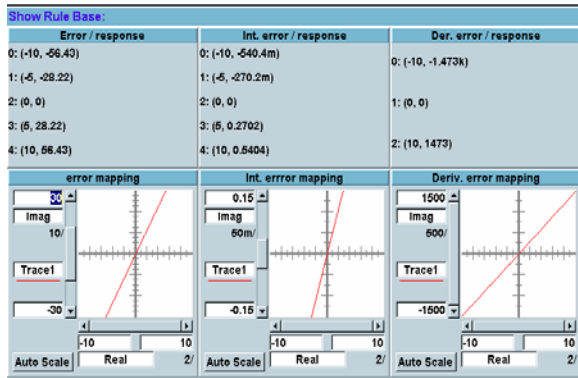 Show Rule Base:
Error / response
0: (-10, -56.43)
1: (-5, -28.22)
2: (0, 0)
3: (5, 28.22)
4: (10, 56.43)
Int. error / response
0: (-10, -540.4m)
1: (-5, -270.2m)
2: (0, 0)
3: (5, 0.2702)
4: (10, 0.5404)
Der. error / response
0: (-10, -1.473k)
1: (0, 0)
2: (10, 1473)
error mapping
30
Imag
10/
Trace1
-30
-10
10
Auto Scale
Real
2/
Int. errror mapping
0.15
Imag
50m/
Trace1
-0.15
-10
10
Auto Scale
Real
2/
Deriv. error mapping
1500
Imag
500/
Trace1
-1500
-10
10
Auto Scale
Real
2/